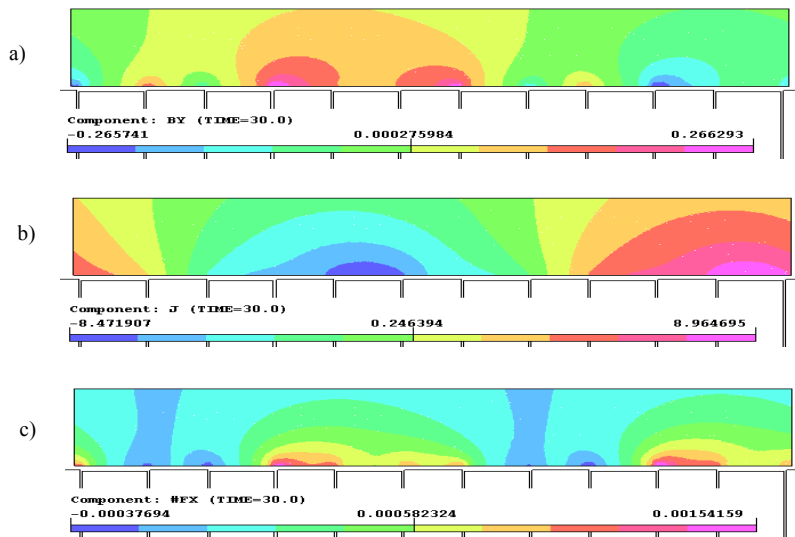 a)
Component: BY (TIME=30.0)
-0.265741 0.000275984 0.266293
b)
Component: J (TIME=30.0)
-8.471907 0.246394 8.964695
c)
Component: #FX (TIME=30.0)
-0.00037694 0.000582324 0.00154159